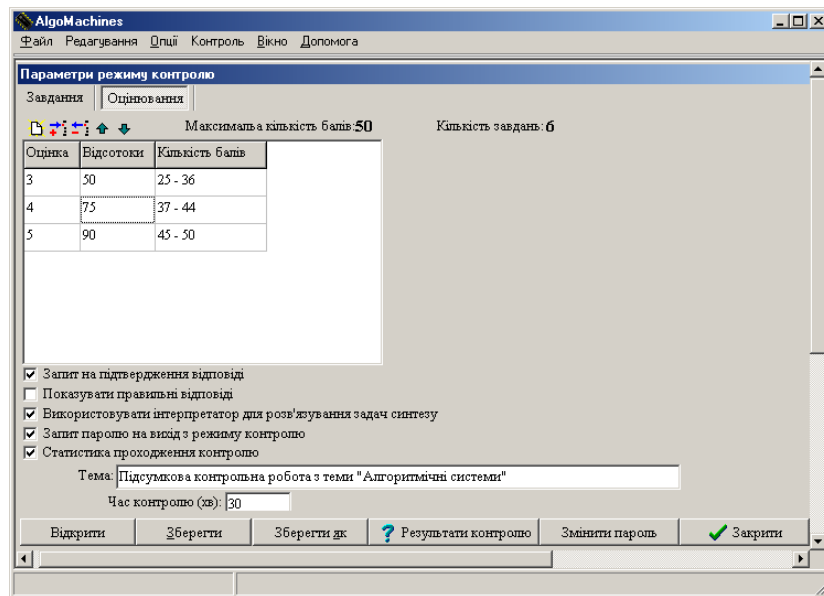 AlgoMachines
Файл Редагування Опції Контроль Вікно Допомога
Параметри режиму контролю
Завдання Оцінювання
Максимальа кількість балів:50 Кількість завдань:6
Оцінка Відсотоки Кількість балів
3 50 25 - 36
4 75 37 - 44
5 90 45 - 50
Запит на підтвердження відповіді
Показувати правильні відповіді
Використовувати інтерпретатор для розв'язування задач синтезу
Запит паролю на вихід з режиму контролю
Статистика проходження контролю
Тема: Підсумкова контрольна робота з теми "Алгоритмічні системи"
Час контролю (хв): 30
Відкрити Зберегти Зберегти як ? Результати контролю Змінити пароль Закрити